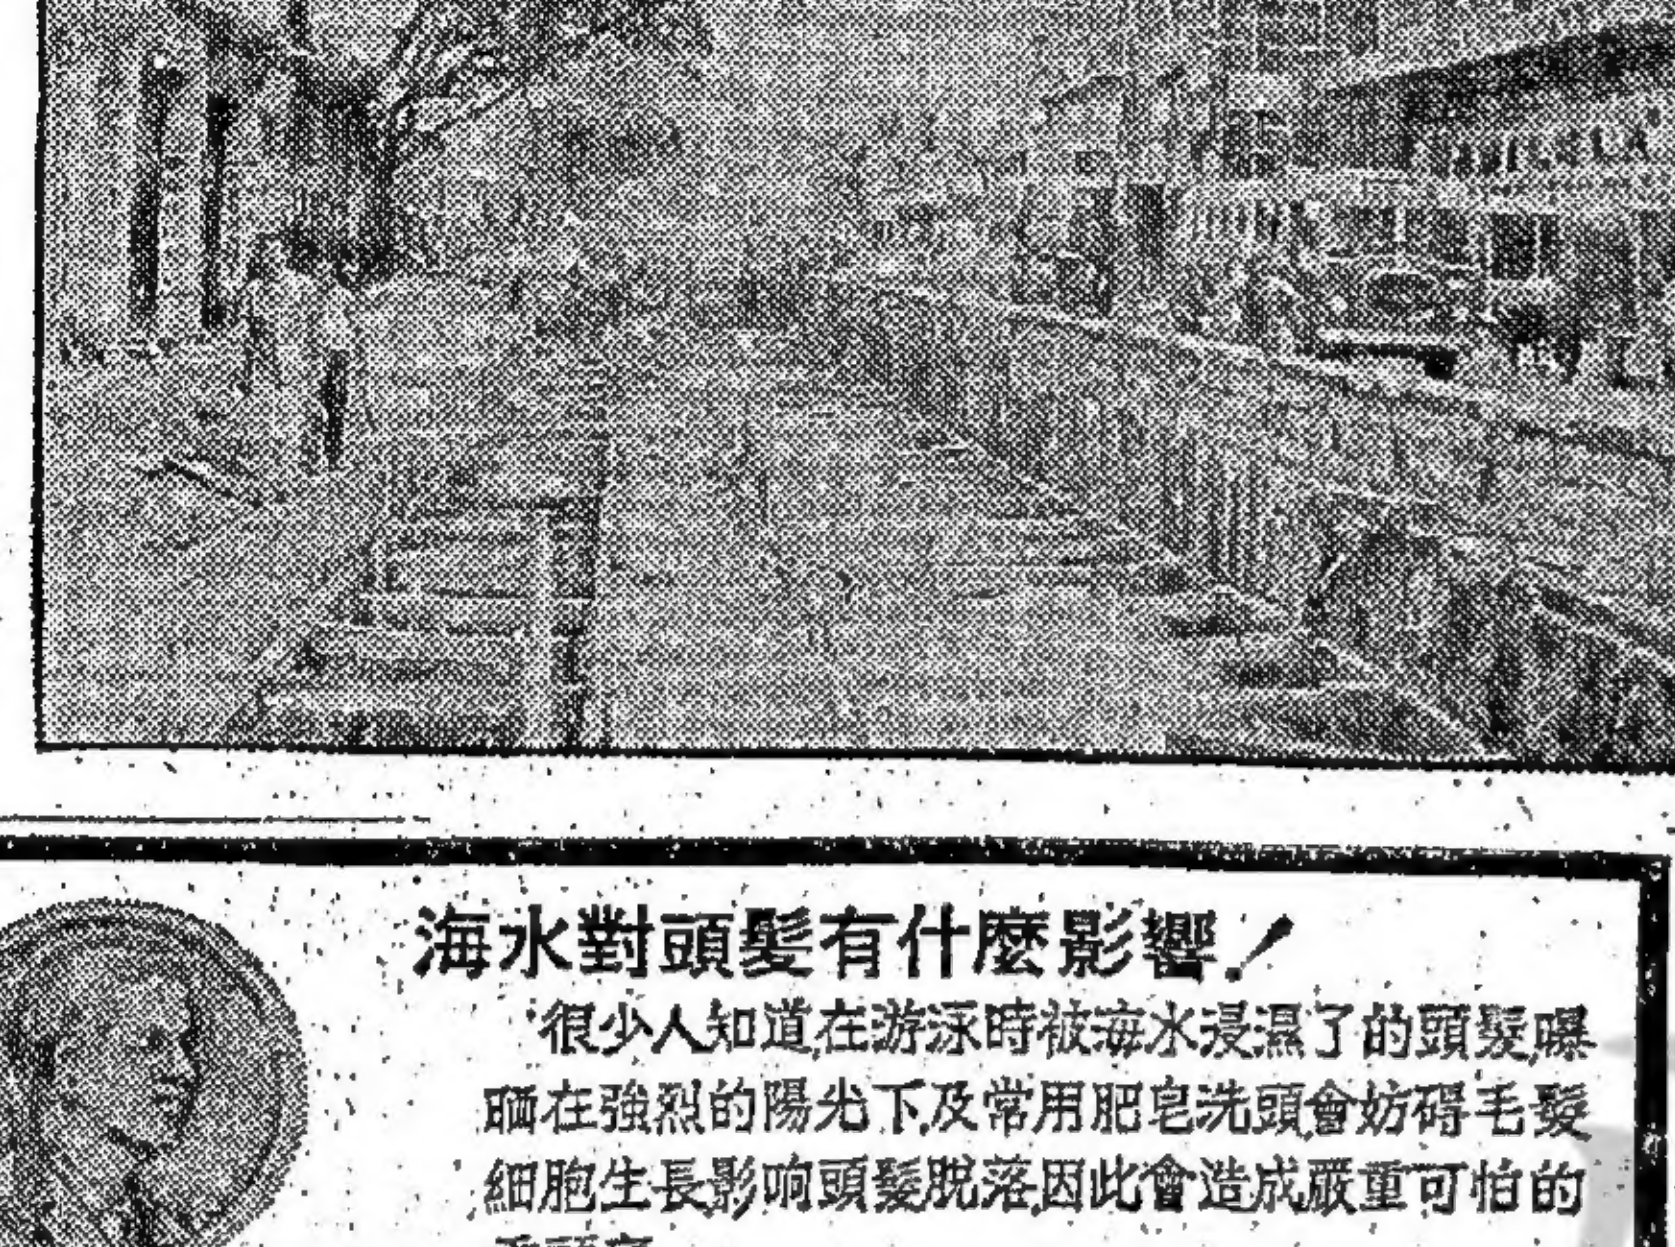 海水對頭髮有什麼影響！
很少人知道在游泳時被海水浸濕了的頭髮曝
晒在強烈的陽光下及常用肥皂洗頭會妨碍毛髮
細胞生長影响頭髮脫落因此會造成嚴重可怕的